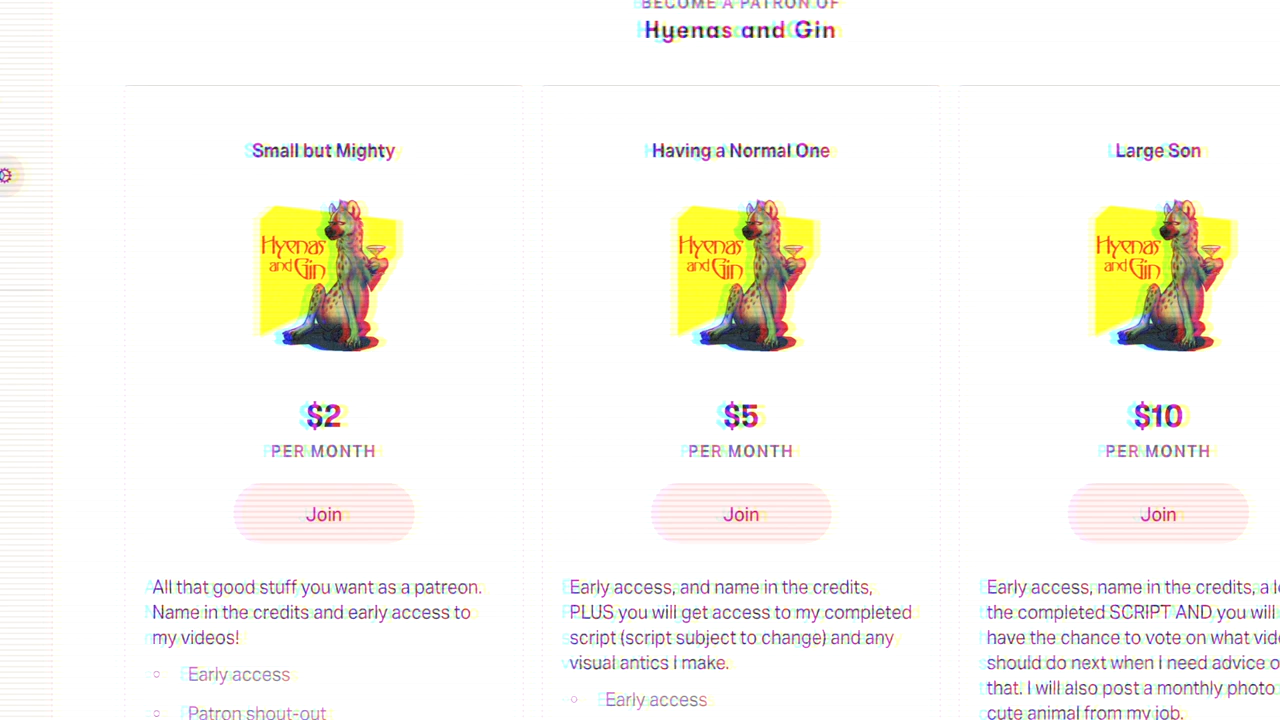 BECOME A PATRON OF
Hyenas and Gin
Small but Mighty
Hyenas
and Gin
$2
PER MONTH
Join
All that good stuff you want as a patreon.
Name in the credits and early access to
my videos!
Early access
Patron shout-out
Having a Normal One
Hyenas
and Gin
$5
PER MONTH
Join
Early access, and name in the credits,
PLUS you will get access to my completed
script (script subject to change) and any
visual antics I make.
Early access
Large Son
Hyenas
and Gin
$10
PER MONTH
Join
Early access, name in the credits, a
the completed SCRIPT AND you will
have the chance to vote on what
should do next when I need advice
that. I will also post a monthly photo
cute animal from my job.